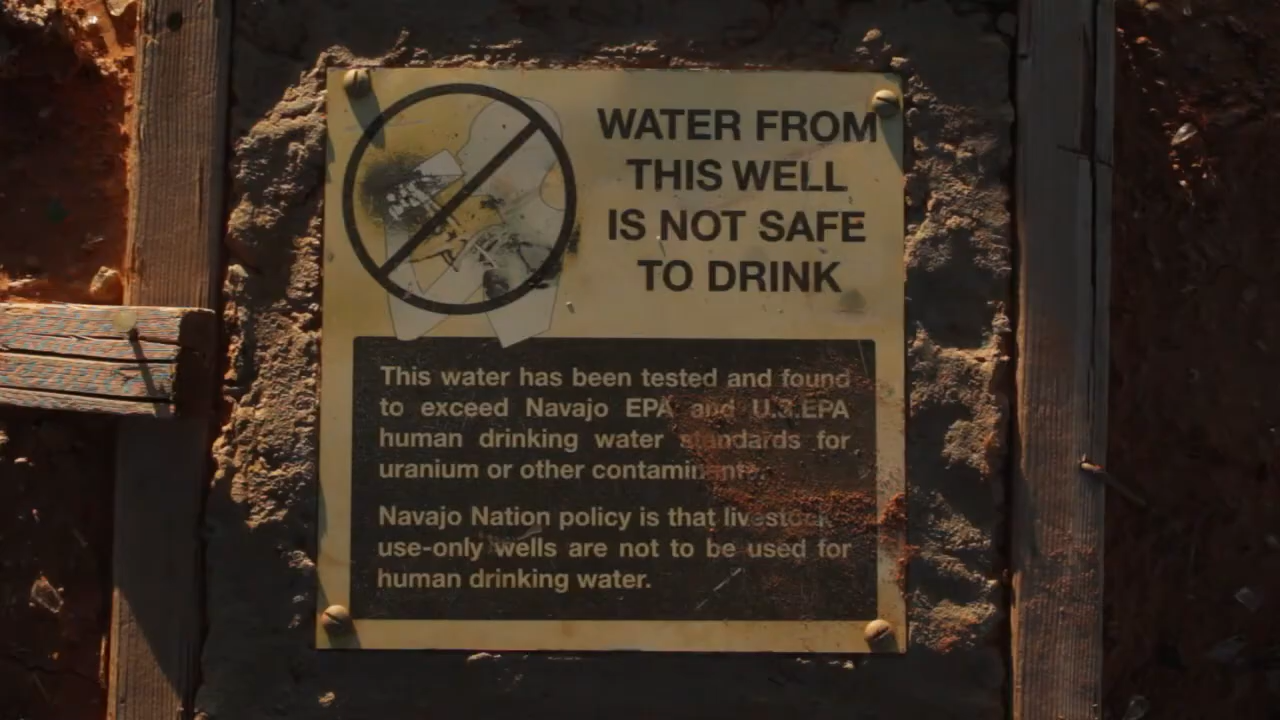 WATER FROM
THIS WELL
IS NOT SAFE
TO DRINK
This water has been tested and found
to exceed Navajo EPA and U.S.EPA
human drinking water standards for
uranium or other contaminants.
Navajo Nation policy is that livestock
use-only wells are not to be used for
human drinking water.